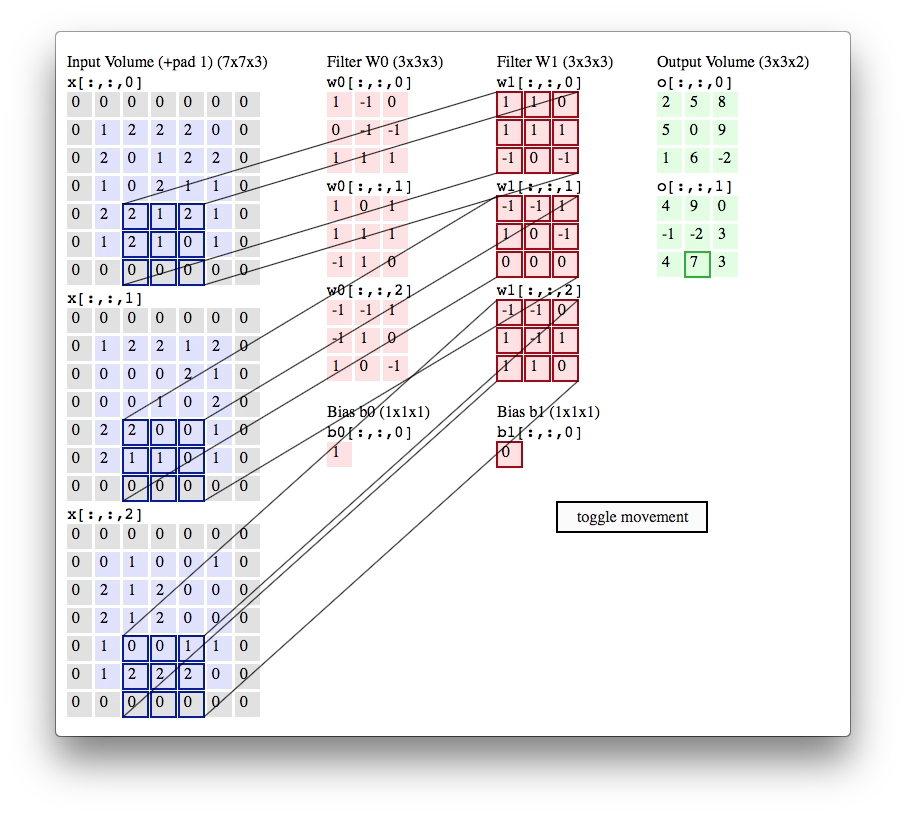 Input Volume (+pad 1) (7x7x3)
x[:,:,0]
0 0 0 0 0 0 0
0 1 2 2 2 0 0
0 2 0 1 2 2 0
0 1 0 2 1 1 0
0 2 2 1 2 1 0
0 1 2 1 0 1 0
0 0 0 0 0 0 0
x[:,:,1]
0 0 0 0 0 0 0
0 1 2 2 1 2 0
0 0 0 0 2 1 0
0 0 0 1 0 2 0
0 2 2 0 0 1 0
0 2 1 1 0 1 0
0 0 0 0 0 0 0
x[:,:,2]
0 0 0 0 0 0 0
0 0 1 0 0 1 0
0 2 1 2 0 0 0
0 2 1 2 0 0 0
0 1 0 0 1 1 0
0 1 2 2 2 0 0
0 0 0 0 0 0 0
Filter W0 (3x3x3)
w0[:,:,0]
1 -1 0
0 -1 -1
1 1 1
w0[:,:,1]
1 0 1
1 1 1
-1 1 0
w0[:,:,2]
-1 -1 1
-1 1 0
1 0 -1
Bias b0 (1x1x1)
b0[:,:,0]
1
Filter W1 (3x3x3)
w1[:,:,0]
1 1 0
1 1 1
-1 0 -1
w1[:,:,1]
-1 -1 1
1 0 -1
0 0 0
w1[:,:,2]
-1 -1 0
1 -1 1
1 1 0
Bias b1 (1x1x1)
b1[:,:,0]
0
Output Volume (3x3x2)
o[:,:,0]
2 5 8
5 0 9
1 6 -2
o[:,:,1]
4 9 0
-1 -2 3
4 7 3
toggle movement